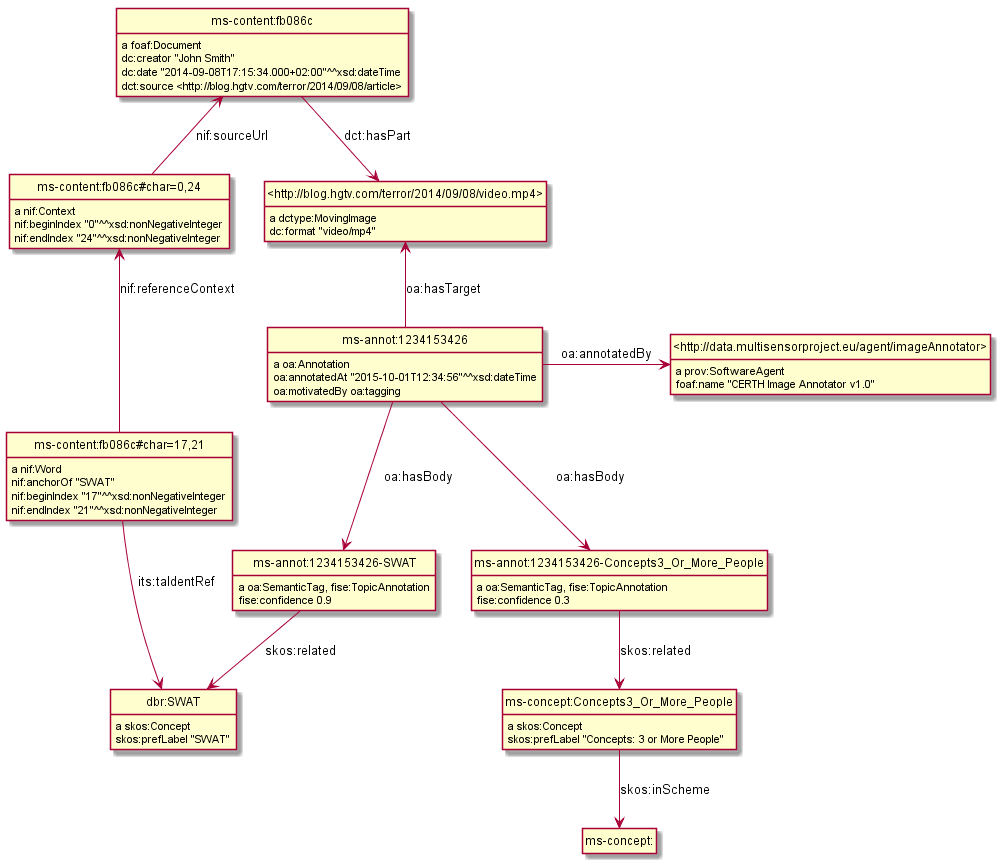 ms-content:fb086c
a foaf:Document
dc:creator "John Smith"
dc:date "2014-09-08T17:15:34.000+02:00"^^xsd:dateTime
dct:source <http://blog.hgtv.com/terror/2014/09/08/article>
nif:sourceUrl
dct:hasPart
ms-content:fb086c#char=0,24
a nif:Context
nif:beginIndex "0"^^xsd:nonNegativeInteger
nif:endIndex "24"^^xsd:nonNegativeInteger
<http://blog.hgtv.com/terror/2014/09/08/video.mp4>
a dctype:MovingImage
dc:format "video/mp4"
nif:referenceContext
oa:hasTarget
ms-annot:1234153426
a oa:Annotation
oa:annotatedAt "2015-10-01T12:34:56"^^xsd:dateTime
oa:motivatedBy oa:tagging
oa:annotatedBy
<http://data.multisensorproject.eu/agent/imageAnnotator>
a prov:SoftwareAgent
foaf:name "CERTH Image Annotator v1.0"
ms-content:fb086c#char=17,21
a nif:Word
nif:anchorOf "SWAT"
nif:beginIndex "17"^^xsd:nonNegativeInteger
nif:endIndex "21"^^xsd:nonNegativeInteger
oa:hasBody
oa:hasBody
its:taIdentRef
ms-annot:1234153426-SWAT
a oa:SemanticTag, fise:TopicAnnotation
fise:confidence 0.9
ms-annot:1234153426-Concepts3_Or_More_People
a oa:SemanticTag, fise:TopicAnnotation
fise:confidence 0.3
skos:related
skos:related
dbr:SWAT
a skos:Concept
skos:prefLabel "SWAT"
ms-concept:Concepts3_Or_More_People
a skos:Concept
skos:prefLabel "Concepts: 3 or More People"
skos:inScheme
ms-concept: